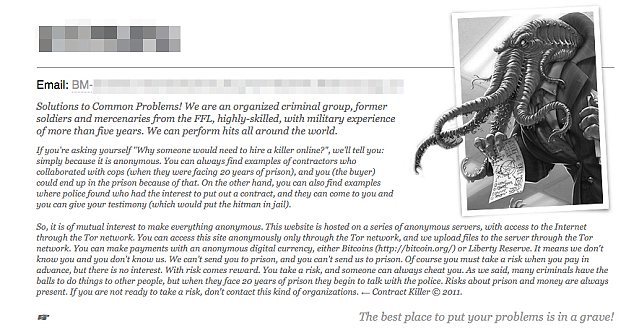 Email: BM-
Solutions to Common Problems! We are an organized criminal group, former
soldiers and mercenaries from the FFL, highly-skilled, with military experience
of more than five years. We can perform hits all around the world.
If you're asking yourself "Why someone would need to hire a killer online?", we'll tell you:
simply because it is anonymous. You can always find examples of contractors who
collaborated with cops (when they were facing 20 years of prison), and you (the buyer)
could end up in the prison because of that. On the other hand, you can also find examples
where police found who had the interest to put out a contract, and they can come to you and
you can give your testimony (which would put the hitman in jail).
So, it is of mutual interest to make everything anonymous. This website is hosted on a series of anonymous servers, with access to the Internet
through the Tor network. You can access this site anonymously only through the Tor network, and we upload files to the server through the Tor
network. You can make payments with an anonymous digital currency, either Bitcoins (http://bitcoin.org/) or Liberty Reserve. It means we don't
know you and you don't know us. We can't send you to prison, and you can't send us to prison. Of course you must take a risk when you pay in
advance, but there is no interest. With risk comes reward. You take a risk, and someone can always cheat you. As we said, many criminals have the
balls to do things to other people, but when they face 20 years of prison they begin to talk with the police. Risks about prison and money are always
present. If you are not ready to take a risk, don't contact this kind of organizations. ← Contract Killer © 2011.
The best place to put your problems is in a grave!